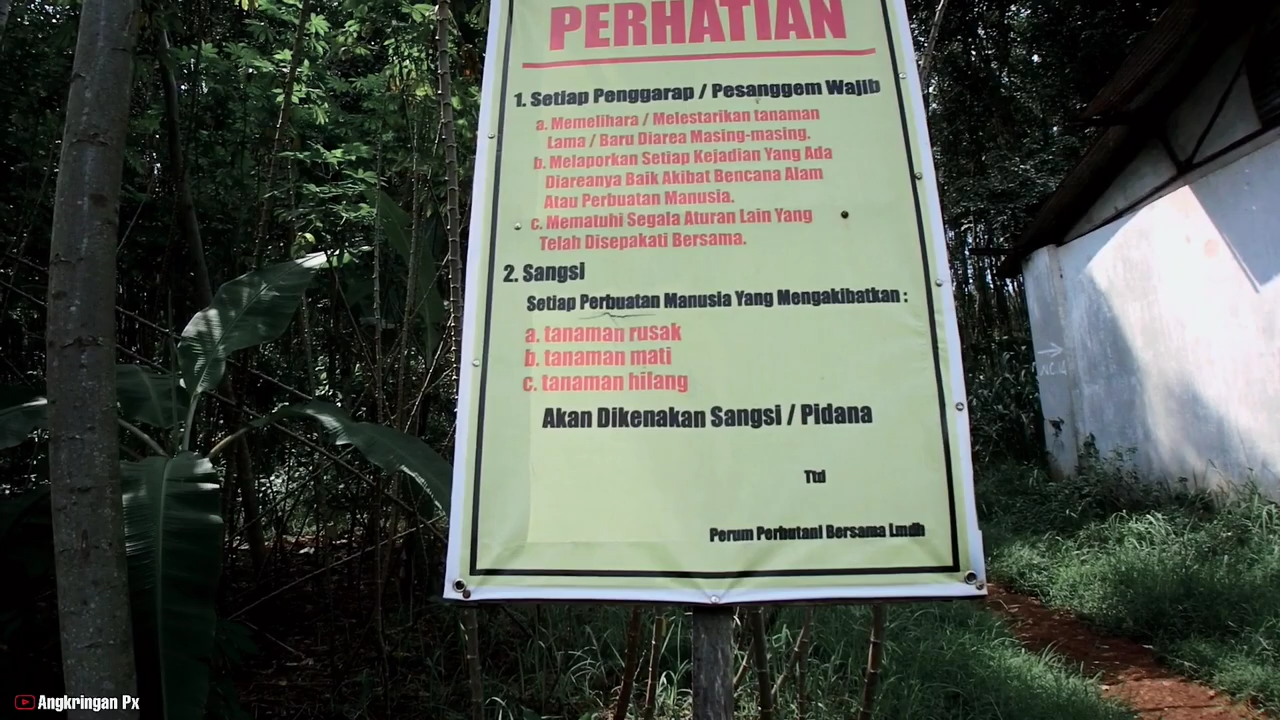 PERHATIAN
1. Setiap Penggarap / Pesanggem Wajib
a. Memelihara / Melestarikan tanaman
Lama / Baru Diarea Masing-masing.
b. Melaporkan Setiap Kejadian Yang Ada
Diareanya Baik Akibat Bencana Alam
Atau Perbuatan Manusia.
c. Mematuhi Segala Aturan Lain Yang
Telah Disepakati Bersama.
2. Sangsi
Setiap Perbuatan Manusia Yang Mengakibatkan :
a. tanaman rusak
b. tanaman mati
c. tanaman hilang
Akan Dikenakan Sangsi / Pidana
Ttd
Perum Perbutani Bersama Lmdh
Angkringan Px